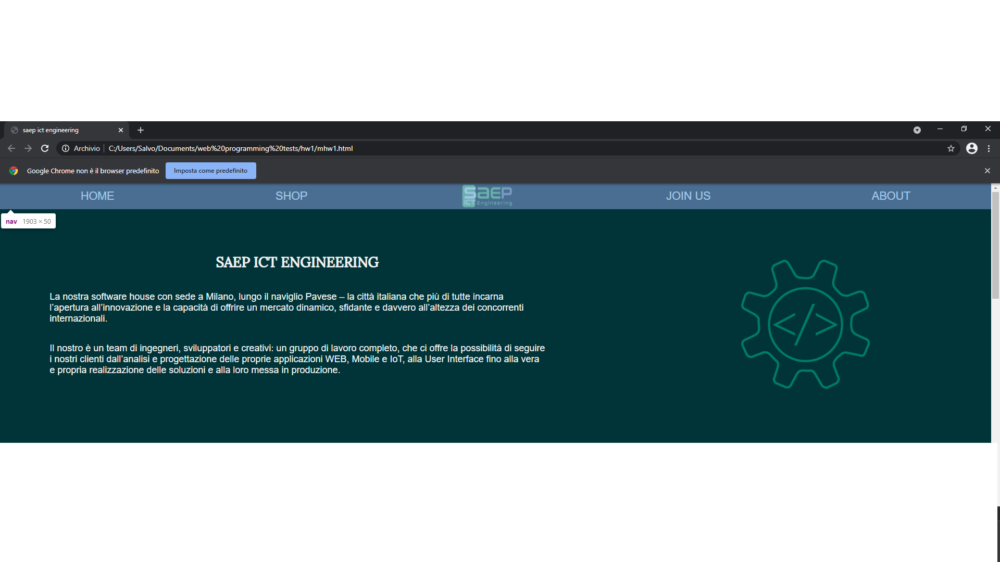 saep ict engineering
Archivio C:/Users/Salvo/Documents/web%20programming%20tests/hw1/mhw1.html
Google Chrome non è il browser predefinito Imposta come predefinito
HOME SHOP saEP ICT Engineering JOIN US ABOUT
nav 1903 × 50
SAEP ICT ENGINEERING
La nostra software house con sede a Milano, lungo il naviglio Pavese – la città italiana che più di tutte incarna
l’apertura all’innovazione e la capacità di offrire un mercato dinamico, sfidante e davvero all’altezza dei concorrenti
internazionali.
Il nostro è un team di ingegneri, sviluppatori e creativi: un gruppo di lavoro completo, che ci offre la possibilità di seguire
i nostri clienti dall’analisi e progettazione delle proprie applicazioni WEB, Mobile e IoT, alla User Interface fino alla vera
e propria realizzazione delle soluzioni e alla loro messa in produzione.
</>